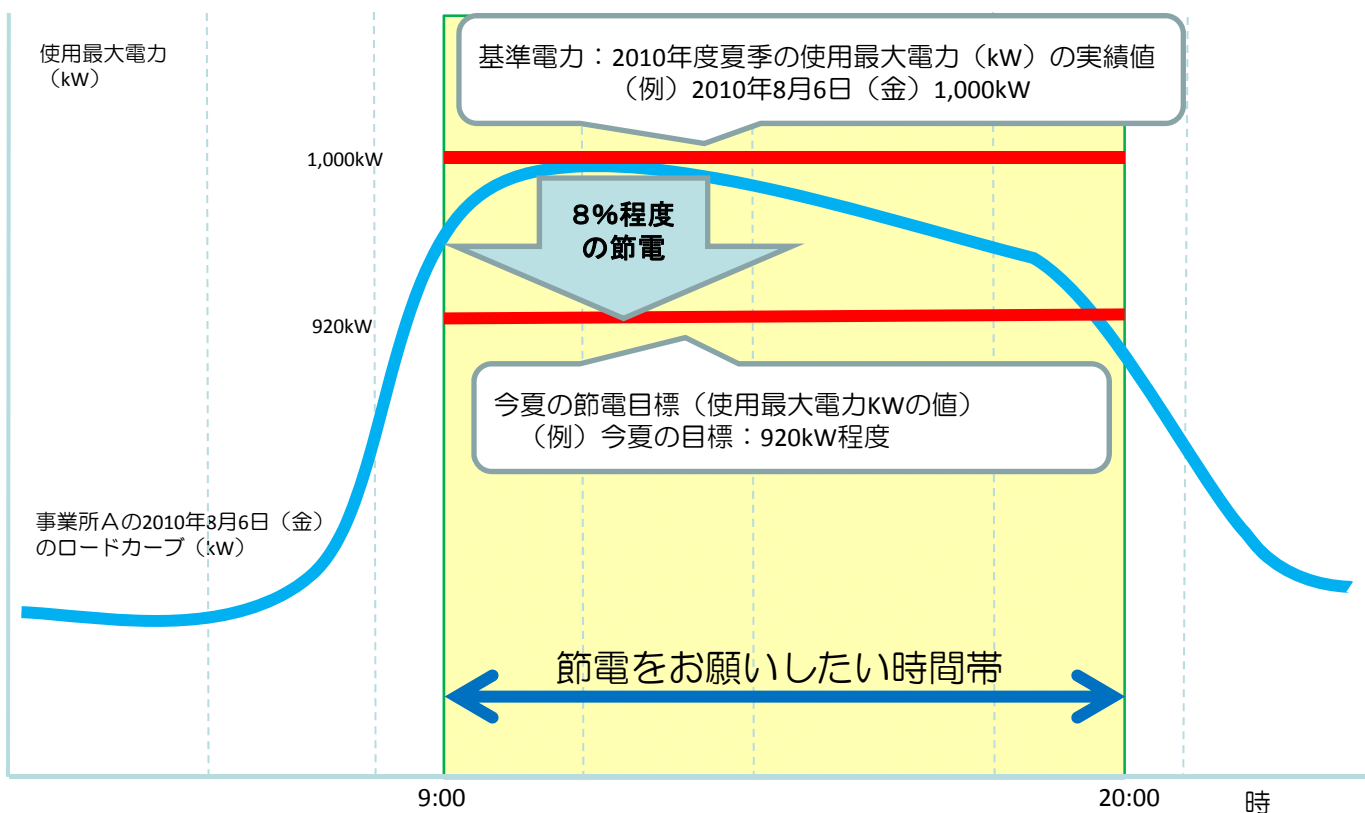 使用最大電力
（kW）
基準電力：2010年度夏季の使用最大電力（kW）の実績値
（例）2010年8月6日（金）1,000kW
1,000kW
8%程度
の節電
920kW
今夏の節電目標（使用最大電力KWの値）
（例）今夏の目標：920kW程度
事業所Aの2010年8月6日（金）
のロードカーブ（kW）
節電をお願いしたい時間帯
9:00
20:00
時